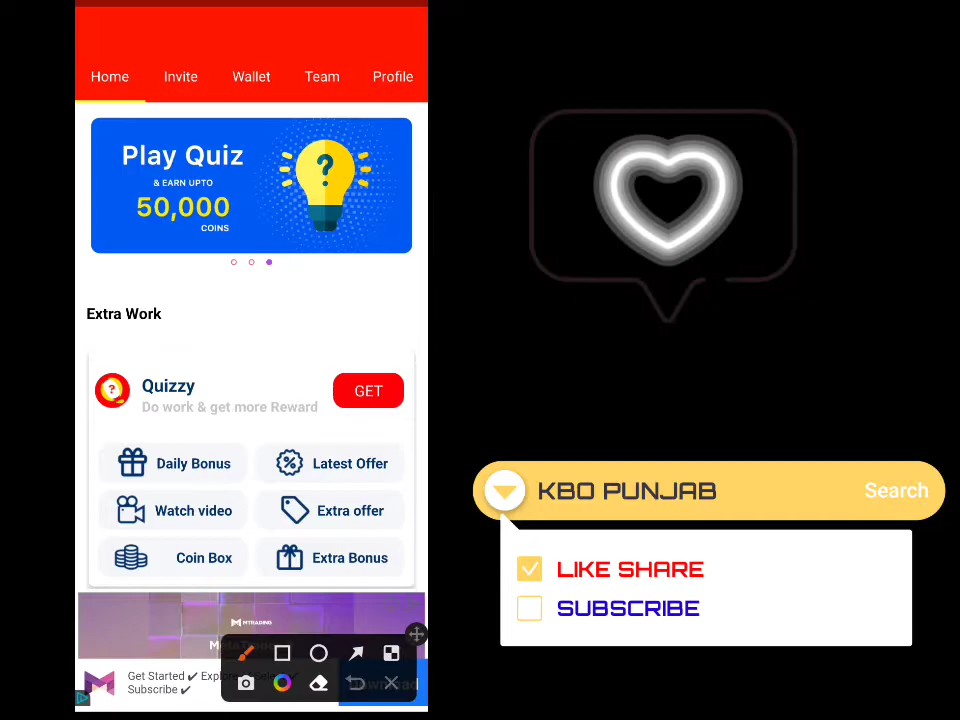 Home Invite Wallet Team Profile
Play Quiz
& EARN UPTO
50,000
COINS
Extra Work
Quizzy
GET
Do work & get more Reward
Daily Bonus
Latest Offer
Watch video
Extra offer
Coin Box
Extra Bonus
MTRADING
Get Started ✔
Subscribe ✔
KBO PUNJAB
Search
LIKE SHARE
SUBSCRIBE